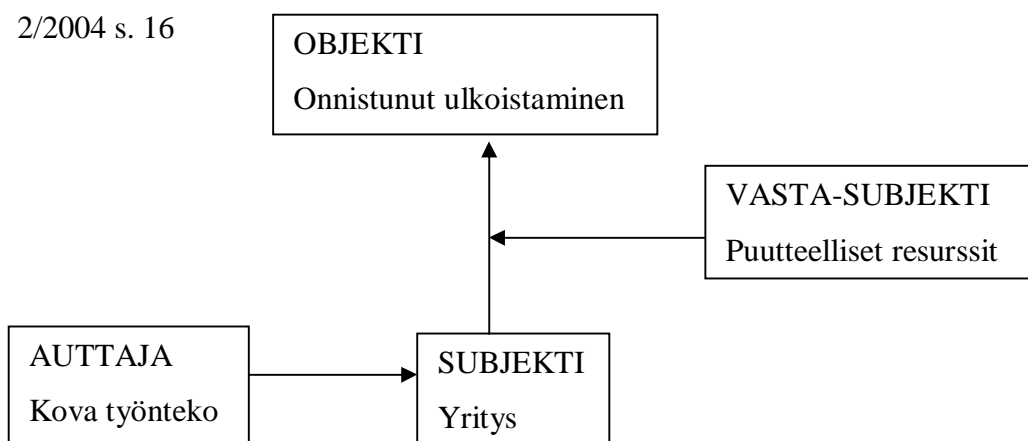 2/2004 s. 16
OBJEKTI
Onnistunut ulkoistaminen
VASTA-SUBJEKTI
Puutteelliset resurssit
AUTTAJA
Kova työnteko
SUBJEKTI
Yritys